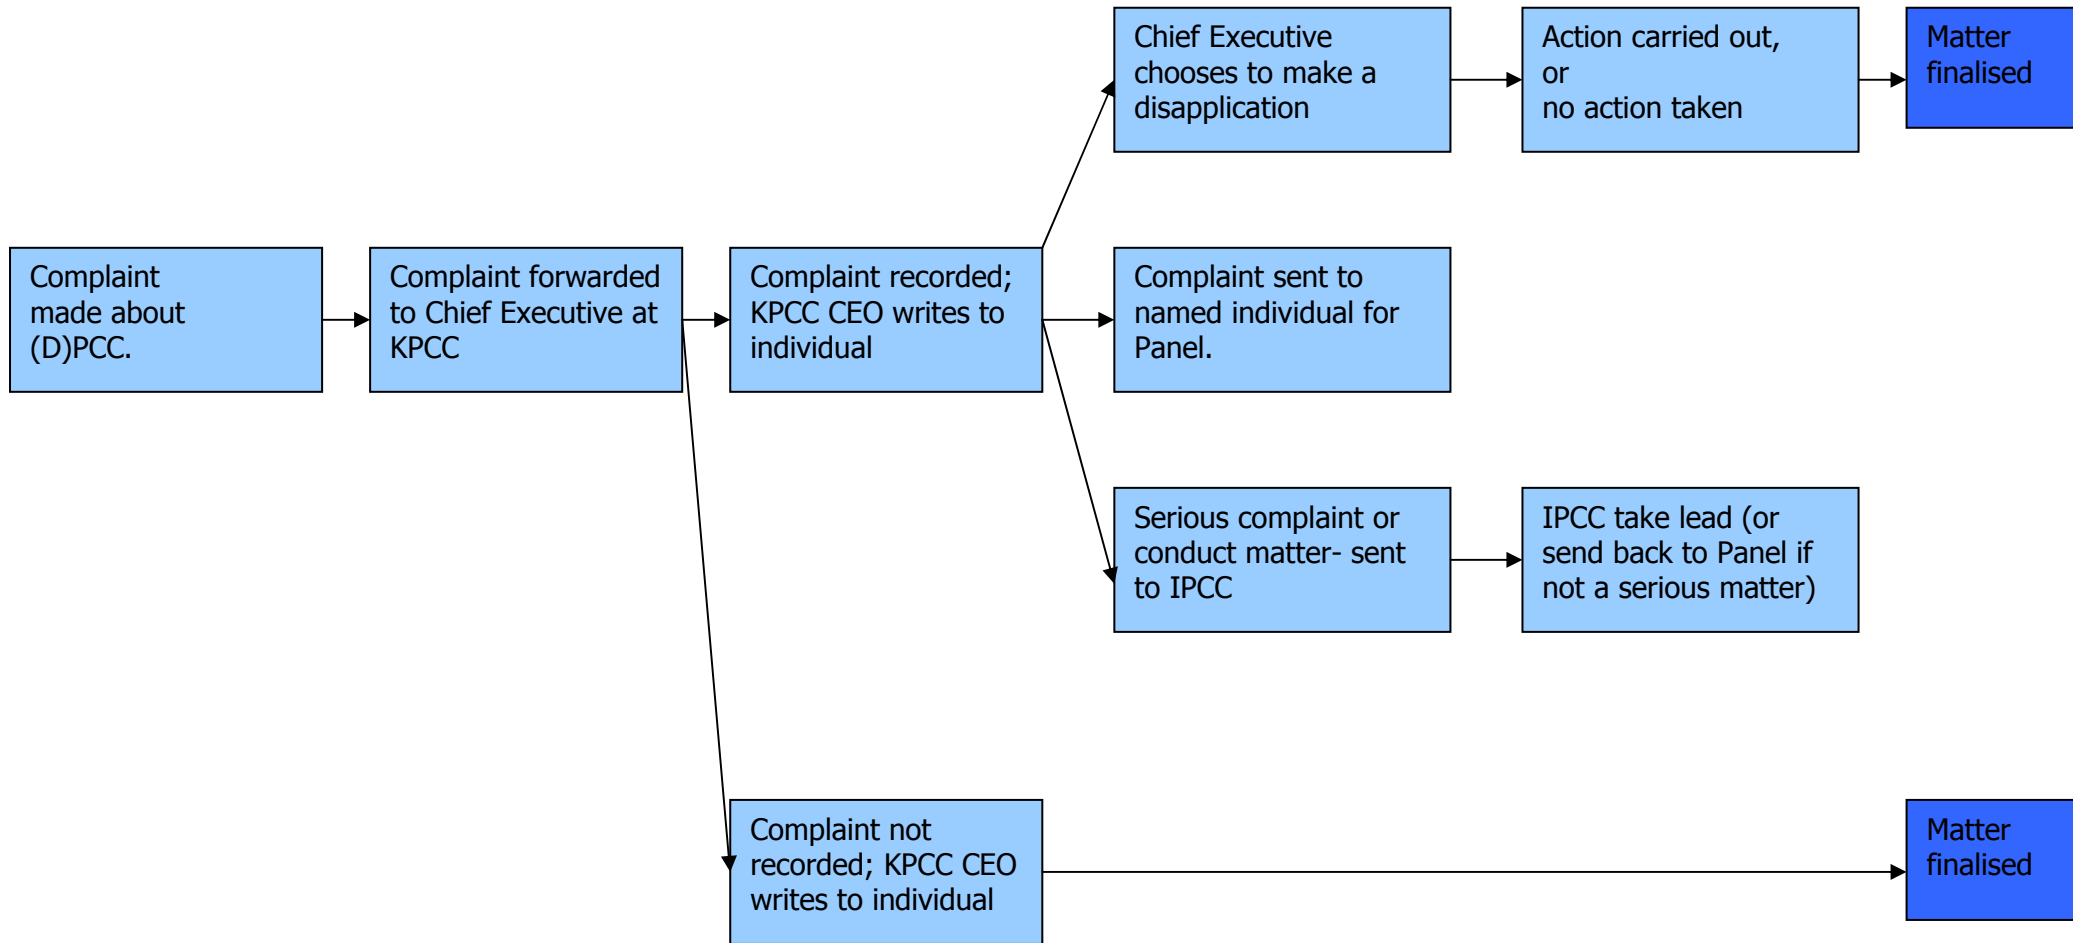 Chief Executive
chooses to make a
disapplication
Action carried out,
or
no action taken
Matter
finalised
Complaint
made about
(D)PCC.
Complaint forwarded
to Chief Executive at
KPCC
Complaint recorded;
KPCC CEO writes to
individual
Complaint sent to
named individual for
Panel.
Serious complaint or
conduct matter- sent
to IPCC
IPCC take lead (or
send back to Panel if
not a serious matter)
Complaint not
recorded; KPCC CEO
writes to individual
Matter
finalised